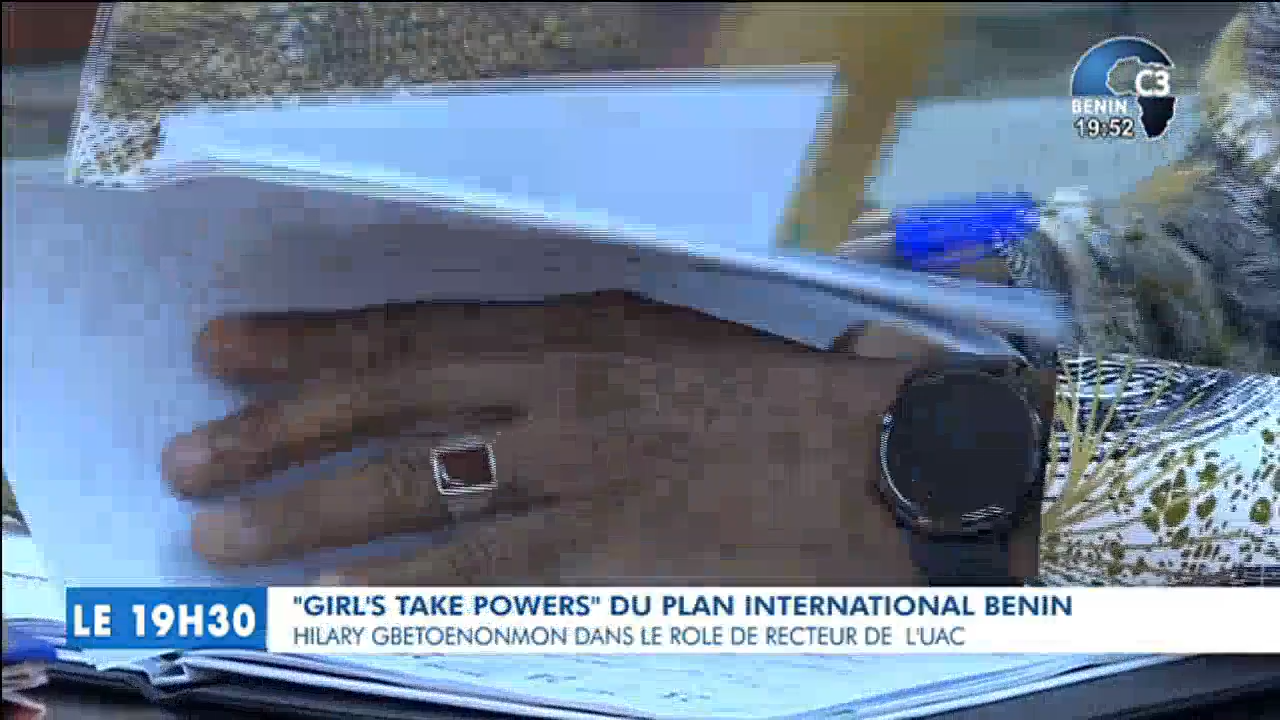 C3
BENIN
19:52
LE 19H30
"GIRL'S TAKE POWERS" DU PLAN INTERNATIONAL BENIN
HILARY GBETOENONMON DANS LE ROLE DE RECTEUR DE L'UAC